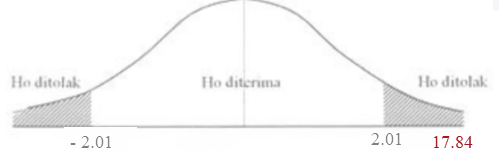 Ho ditolak Ho diterima Ho ditolak
- 2.01 2.01 17.84